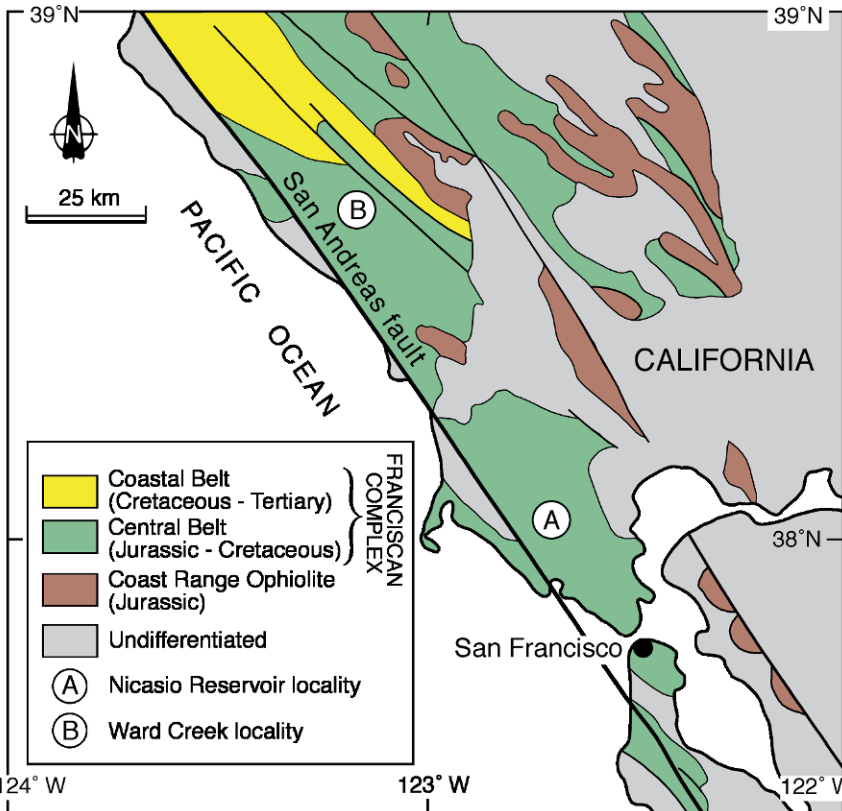 39˚N
39˚N
N
25 km
PACIFIC OCEAN
San Andreas fault
B
CALIFORNIA
A
38˚N
San Francisco
Coastal Belt
(Cretaceous - Tertiary)
Central Belt
(Jurassic - Cretaceous)
FRANCISCAN
COMPLEX
Coast Range Ophiolite
(Jurassic)
Undifferentiated
A Nicasio Reservoir locality
B Ward Creek locality
124˚ W
123˚ W
122˚ W